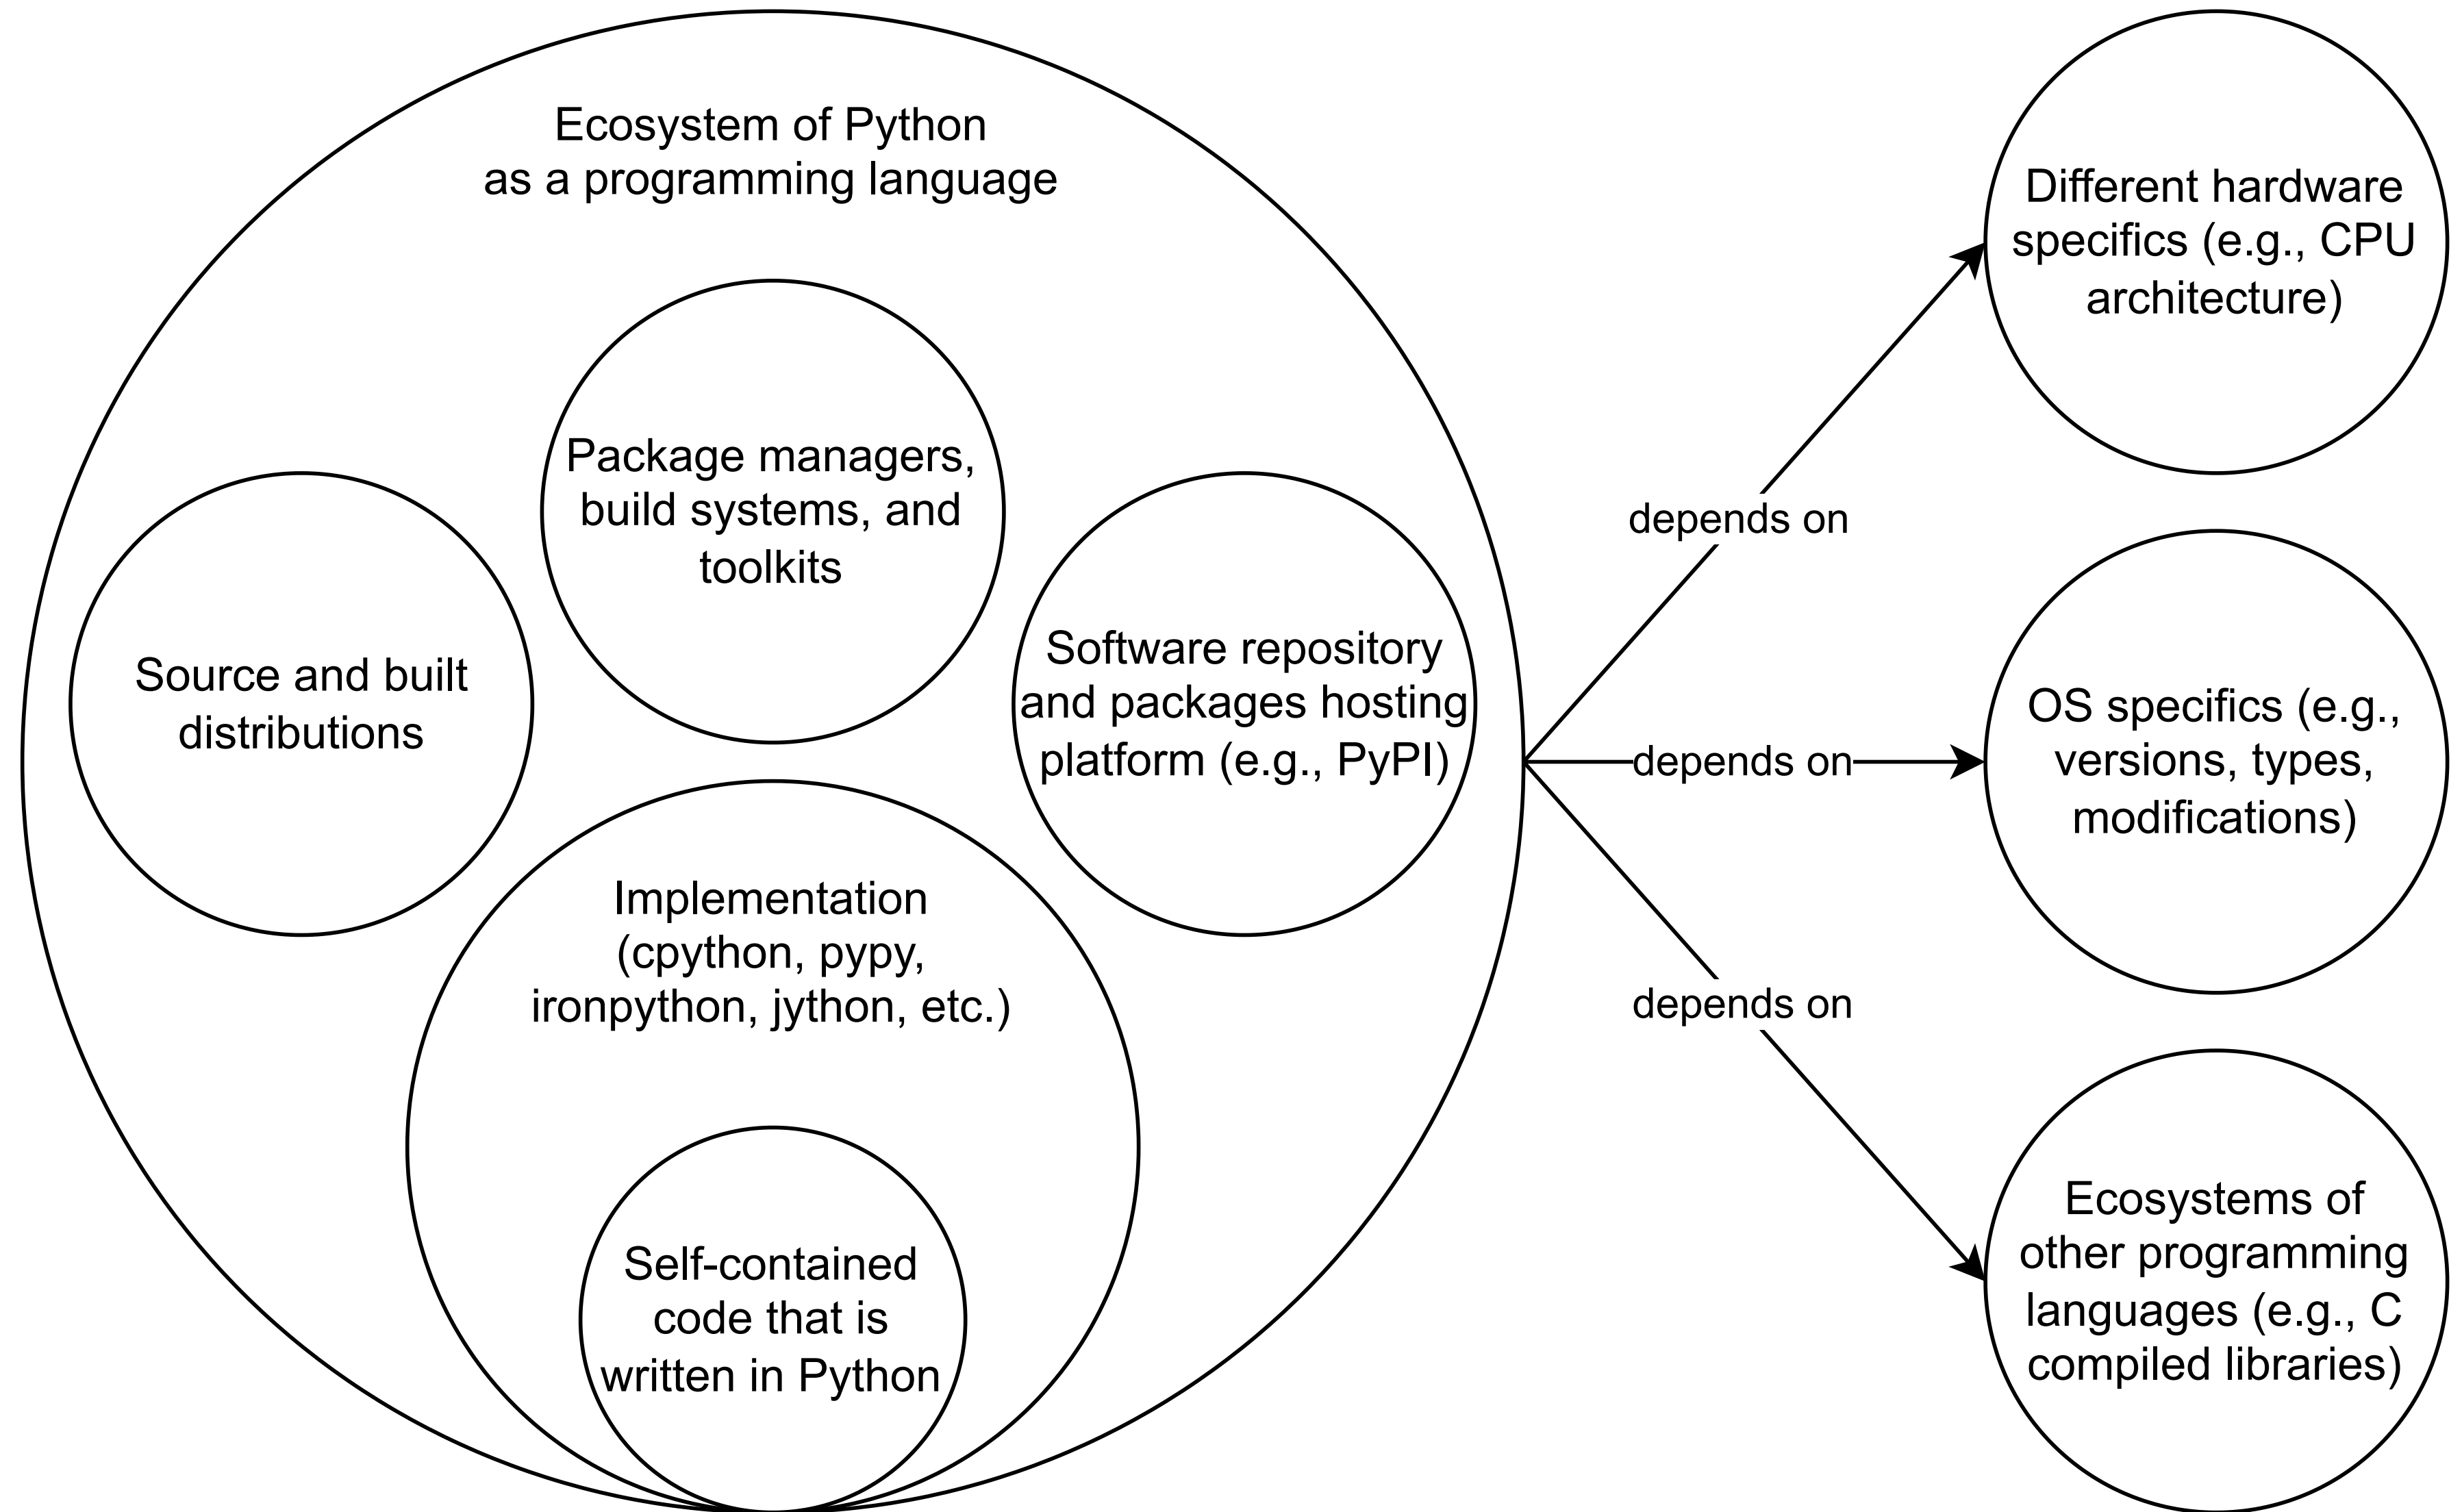 Ecosystem of Python
as a programming language
Package managers,
build systems, and
toolkits
Source and built
distributions
Software repository
and packages hosting
platform (e.g., PyPI)
Implementation
(cpython, pypy,
ironpython, jython, etc.)
Self-contained
code that is
written in Python
depends on
depends on
depends on
Different hardware
specifics (e.g., CPU
architecture)
OS specifics (e.g.,
versions, types,
modifications)
Ecosystems of
other programming
languages (e.g., C
compiled libraries)